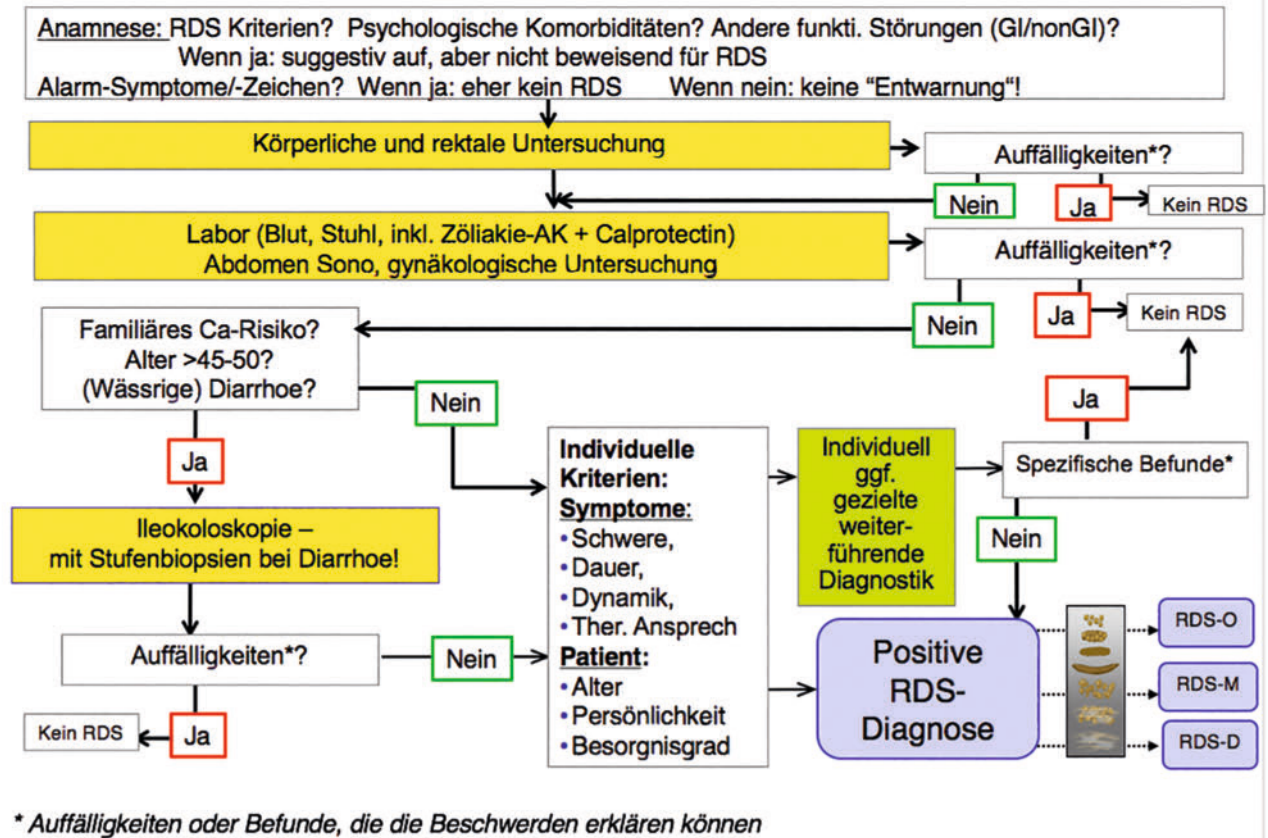 Anamnese: RDS Kriterien? Psychologische Komorbiditäten? Andere funkti. Störungen (GI/nonGI)?
Wenn ja: suggestiv auf, aber nicht beweisend für RDS
Alarm-Symptome/-Zeichen? Wenn ja: eher kein RDS Wenn nein: keine “Entwarnung“!
Körperliche und rektale Untersuchung
Auffälligkeiten*?
Nein
Ja
Kein RDS
Labor (Blut, Stuhl, inkl. Zöliakie-AK + Calprotectin)
Abdomen Sono, gynäkologische Untersuchung
Auffälligkeiten*?
Nein
Ja
Kein RDS
Familiäres Ca-Risiko?
Alter >45-50?
(Wässrige) Diarrhoe?
Nein
Ja
Ileokoloskopie –
mit Stufenbiopsien bei Diarrhoe!
Auffälligkeiten*?
Nein
Ja
Kein RDS
Individuelle
Kriterien:
Symptome:
• Schwere,
• Dauer,
• Dynamik,
• Ther. Ansprech
Patient:
• Alter
• Persönlichkeit
• Besorgnisgrad
Individuell
ggf.
gezielte
weiter-
führende
Diagnostik
Spezifische Befunde*
Ja
Nein
Positive
RDS-
Diagnose
RDS-O
RDS-M
RDS-D
* Auffälligkeiten oder Befunde, die die Beschwerden erklären können